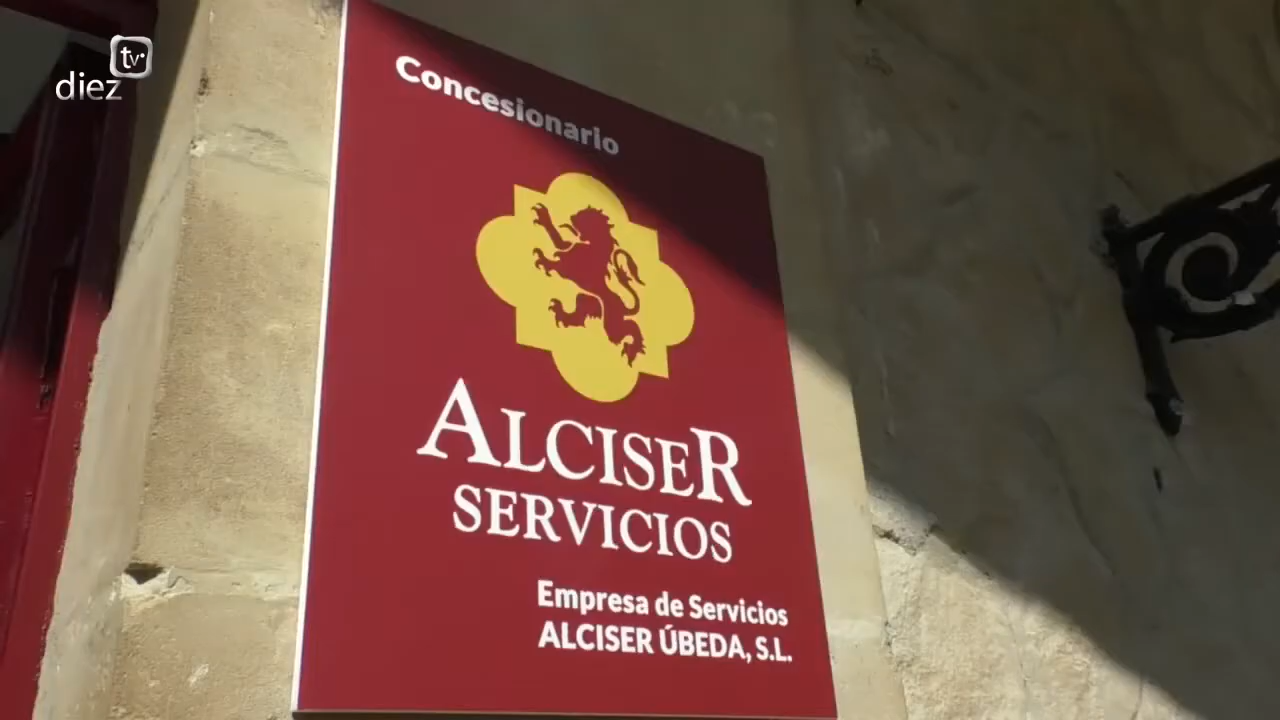 diez tv
Concesionario
ALCISER
SERVICIOS
Empresa de Servicios
ALCISER ÚBEDA, S.L.